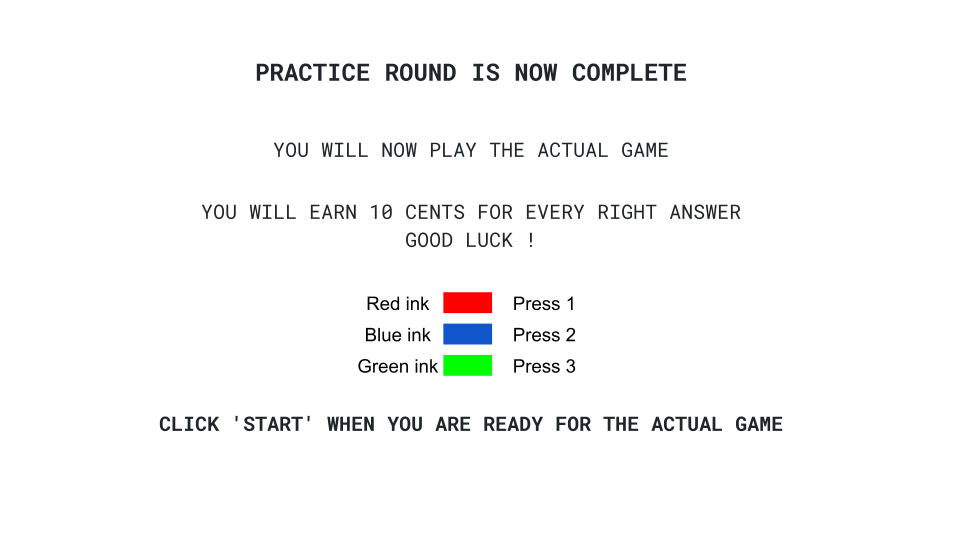 PRACTICE ROUND IS NOW COMPLETE
YOU WILL NOW PLAY THE ACTUAL GAME
YOU WILL EARN 10 CENTS FOR EVERY RIGHT ANSWER
GOOD LUCK !
Red ink Press 1
Blue ink Press 2
Green ink Press 3
CLICK 'START' WHEN YOU ARE READY FOR THE ACTUAL GAME